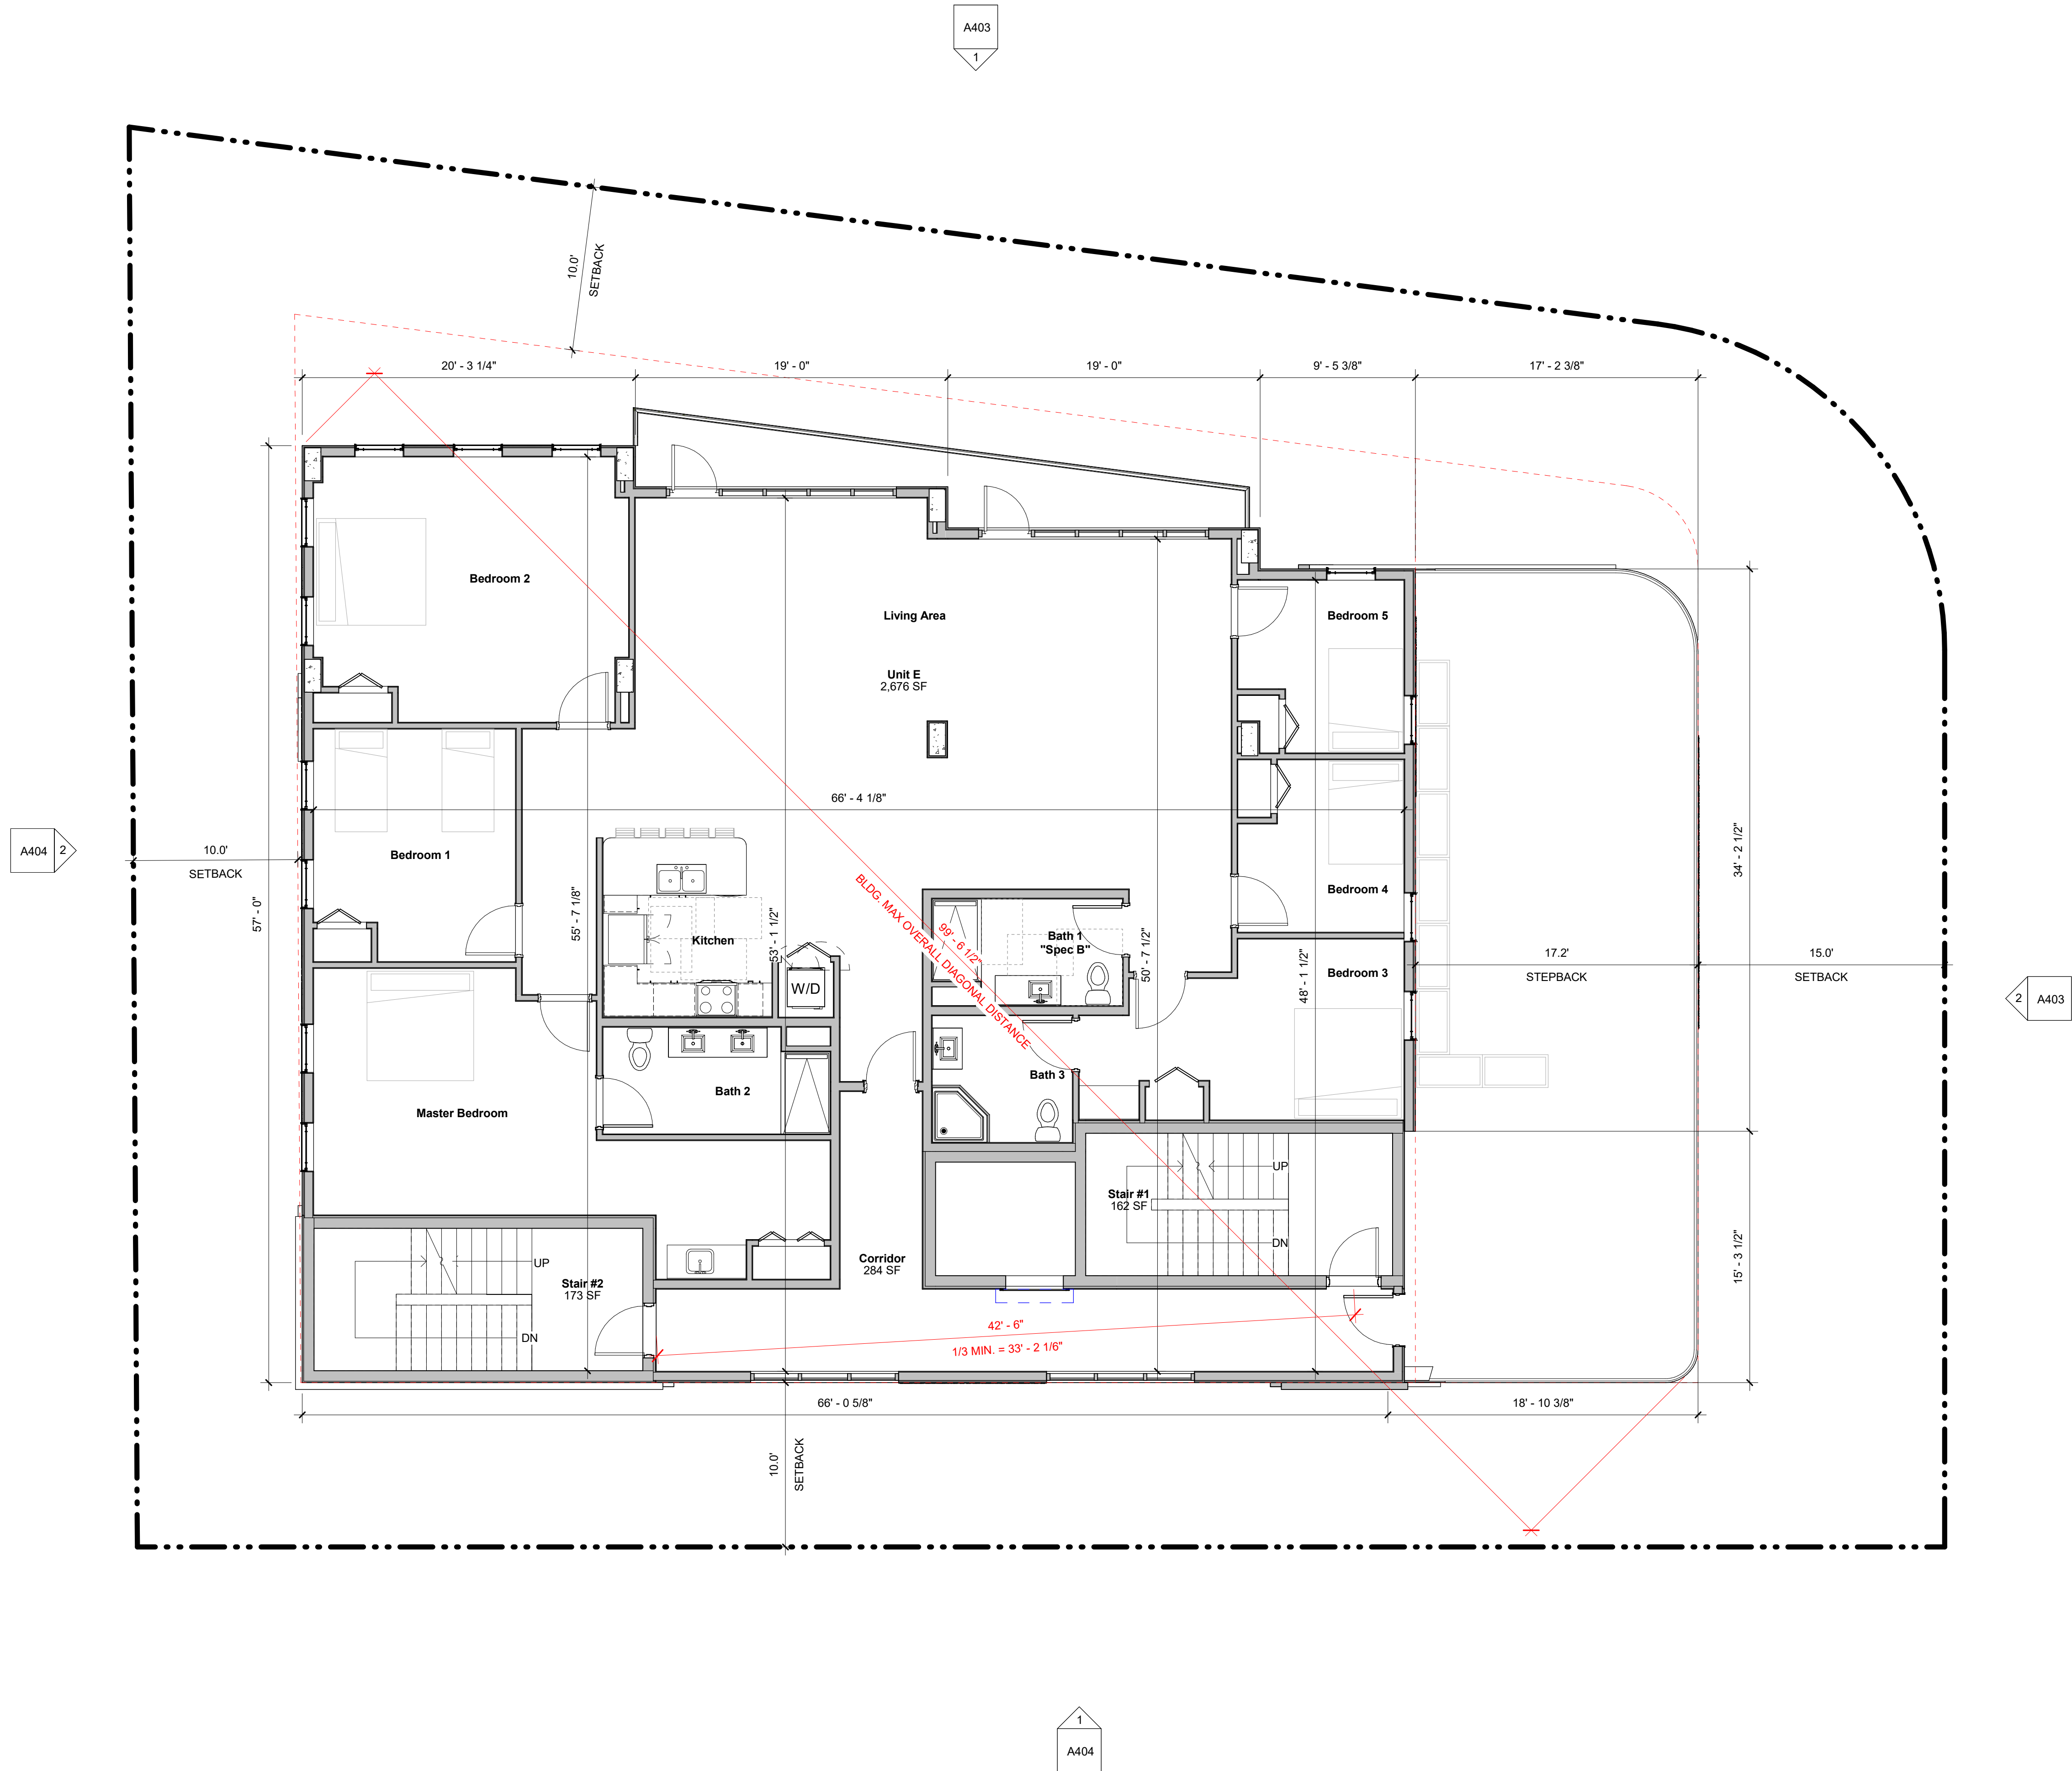 A403
1
10.0'
SETBACK
20' - 3 1/4"
19' - 0"
19' - 0"
9' - 5 3/8"
17' - 2 3/8"
Bedroom 2
Living Area
Bedroom 5
Unit E
2,676 SF
66' - 4 1/8"
A404
2
10.0'
SETBACK
57' - 0"
Bedroom 1
55' - 7 1/8"
Kitchen
53' - 1 1/2"
W/D
BLDG. MAX OVERALL DIAGONAL DISTANCE
99' - 6 1/2"
Bath 1
"Spec B"
50' - 7 1/2"
Bedroom 4
Bedroom 3
48' - 1 1/2"
34' - 2 1/2"
17.2'
STEPBACK
15.0'
SETBACK
2
A403
Master Bedroom
Bath 2
Bath 3
UP
Stair #1
162 SF
DN
UP
Stair #2
173 SF
DN
Corridor
284 SF
15' - 3 1/2"
42' - 6"
1/3 MIN. = 33' - 2 1/6"
66' - 0 5/8"
18' - 10 3/8"
10.0'
SETBACK
1
A404